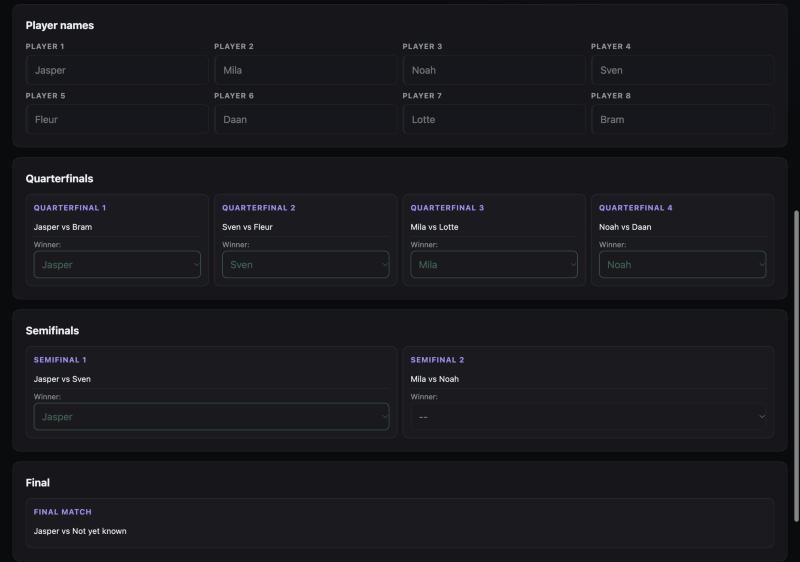 Player names
PLAYER 1 PLAYER 2 PLAYER 3 PLAYER 4
Jasper Mila Noah Sven
PLAYER 5 PLAYER 6 PLAYER 7 PLAYER 8
Fleur Daan Lotte Bram
Quarterfinals
QUARTERFINAL 1 QUARTERFINAL 2 QUARTERFINAL 3 QUARTERFINAL 4
Jasper vs Bram Sven vs Fleur Mila vs Lotte Noah vs Daan
Winner: Winner: Winner: Winner:
Jasper Sven Mila Noah
Semifinals
SEMIFINAL 1 SEMIFINAL 2
Jasper vs Sven Mila vs Noah
Winner: Winner:
Jasper --
Final
FINAL MATCH
Jasper vs Not yet known